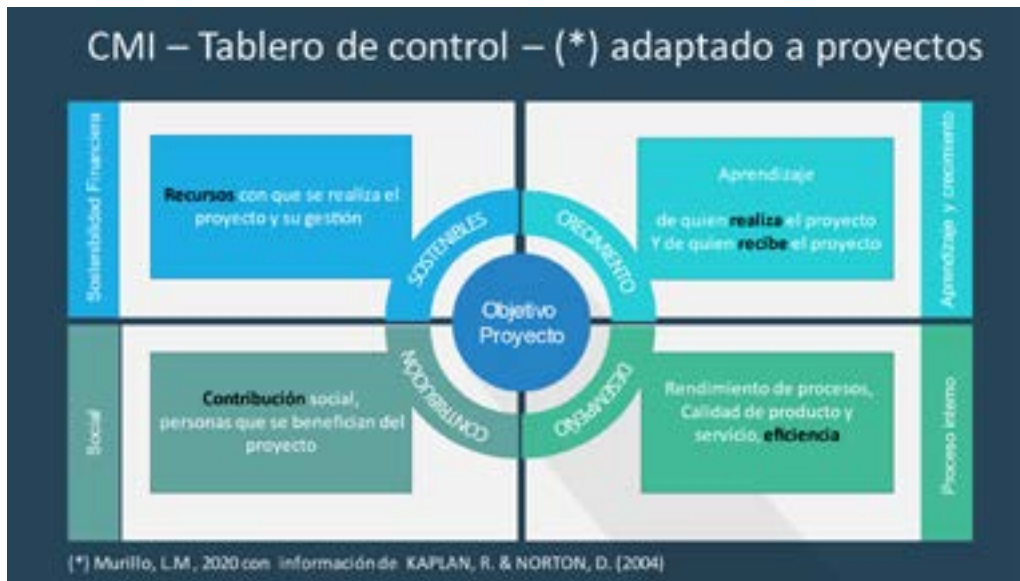 CMI – Tablero de control – (*) adaptado a proyectos
Sostenibilidad Financiera
Recursos con que se realiza el
proyecto y su gestión
SOSTENIBLES
CRECIMIENTO
Aprendizaje
de quien realiza el proyecto
Y de quien recibe el proyecto
Aprendizaje y crecimiento
Objetivo
Proyecto
Social
Contribución social,
personas que se benefician del
proyecto
CONTRIBUCIÓN
DESEMPEÑO
Rendimiento de procesos,
Calidad de producto y
servicio, eficiencia
Proceso interno
(*) Murillo, L.M, 2020 con información de KAPLAN, R. & NORTON, D. (2004)